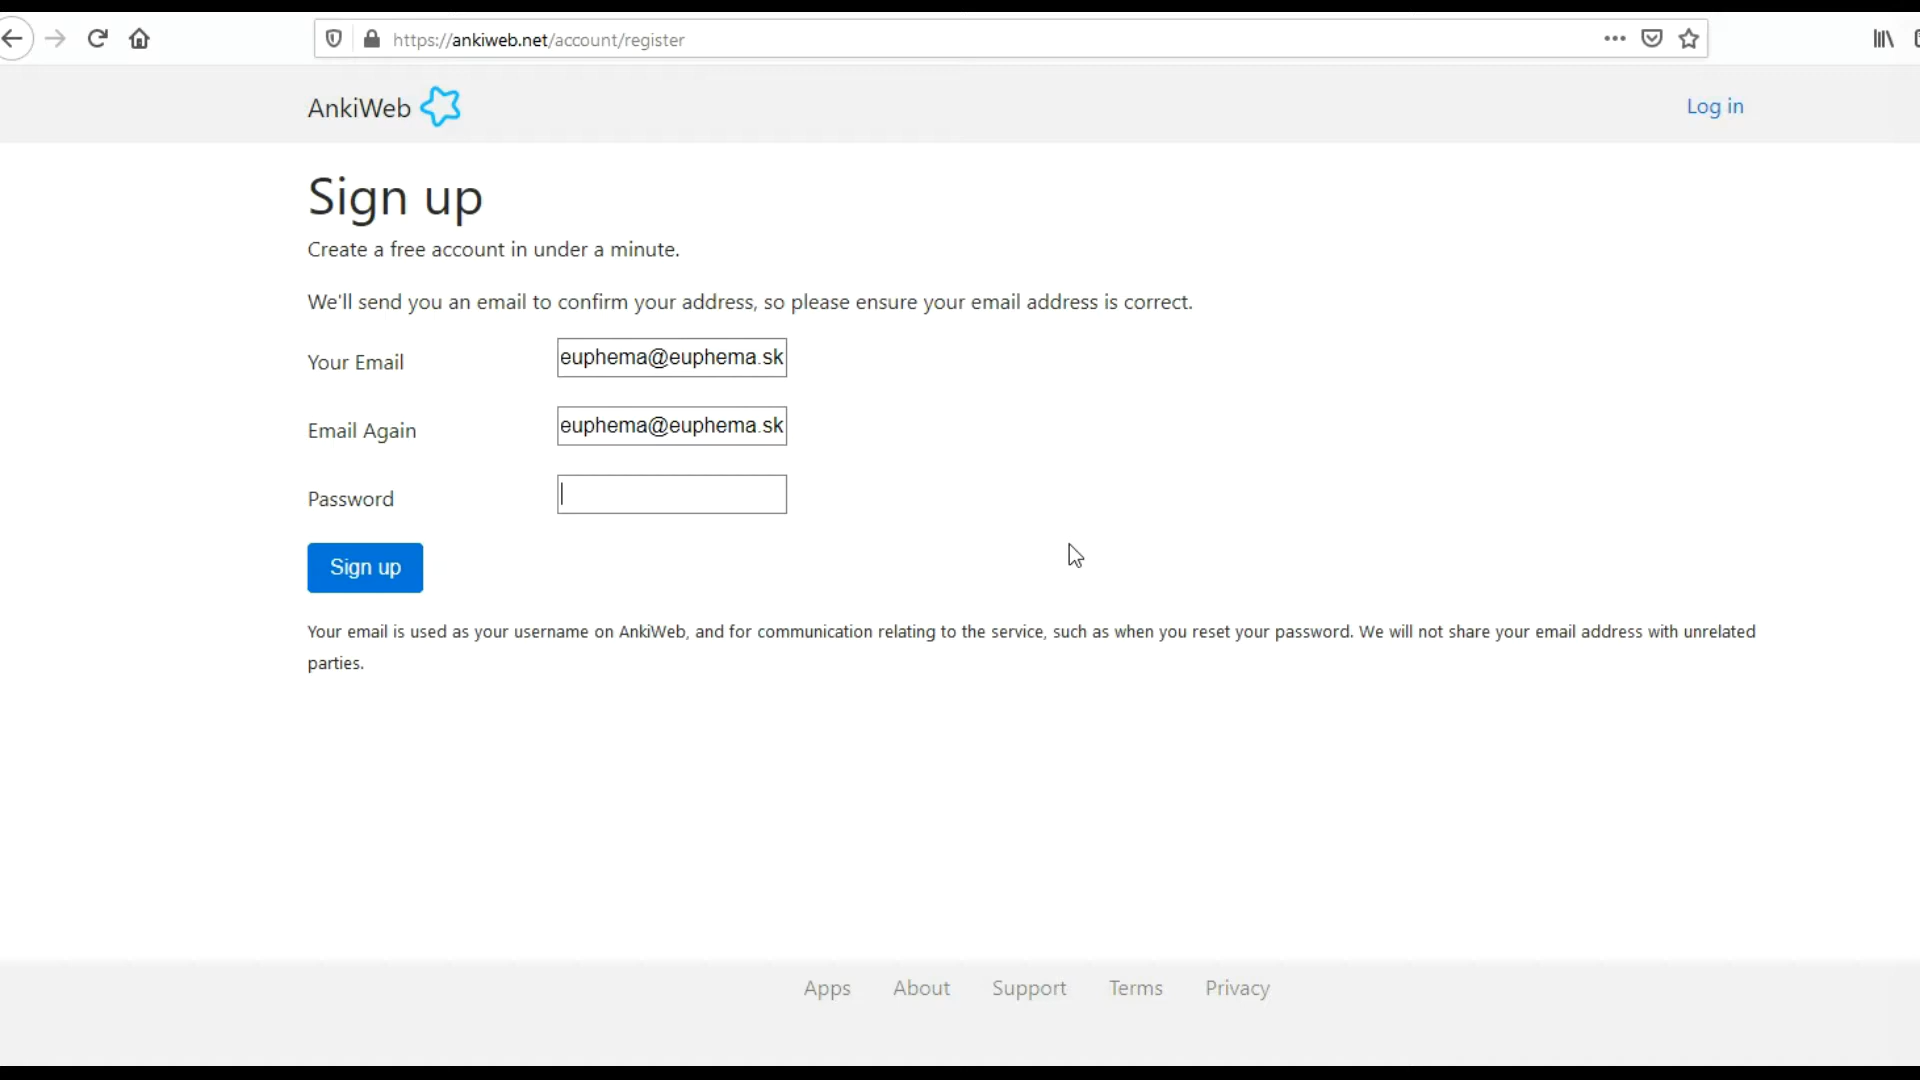 https://ankiweb.net/account/register
AnkiWeb
Log in
Sign up
Create a free account in under a minute.
We'll send you an email to confirm your address, so please ensure your email address is correct.
Your Email euphema@euphema.sk
Email Again euphema@euphema.sk
Password
Sign up
Your email is used as your username on AnkiWeb, and for communication relating to the service, such as when you reset your password. We will not share your email address with unrelated
parties.
Apps About Support Terms Privacy